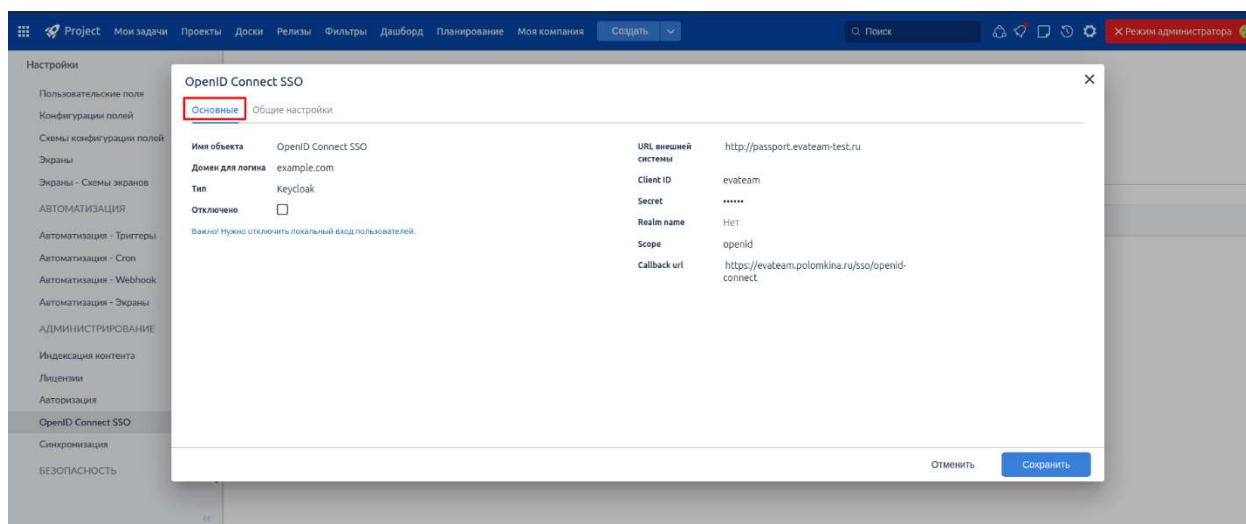 Project Мои задачи Проекты Доски Релизы Фильтры Дашборд Планирование Моя компания Создать Поиск Режим администратора
Настройки
Пользовательские поля
Конфигурации полей
Схемы конфигурации полей
Экраны
Экраны - Схемы экранов
АВТОМАТИЗАЦИЯ
Автоматизация - Триггеры
Автоматизация - Cron
Автоматизация - Webhook
Автоматизация - Экраны
АДМИНИСТРИРОВАНИЕ
Индексация контента
Лицензии
Авторизация
OpenID Connect SSO
Синхронизация
БЕЗОПАСНОСТЬ
OpenID Connect SSO
Основные Общие настройки
Имя объекта OpenID Connect SSO
Домен для логина example.com
Тип Keycloak
Отключено
Важно! Нужно отключить локальный вход пользователей.
URL внешней системы http://passport.evateam-test.ru
Client ID evateam
Secret ••••••
Realm name Нет
Scope openid
Callback url https://evateam.polomkina.ru/sso/openid-
connect
Отменить Сохранить